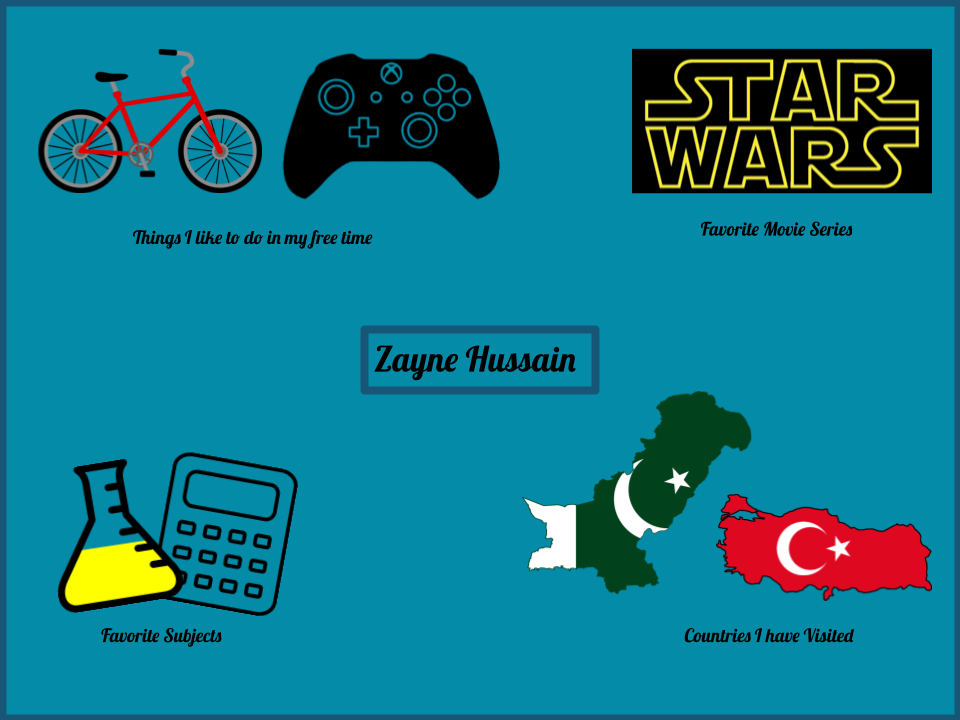 STAR
WARS
Things I like to do in my free time
Favorite Movie Series
Zayne Hussain
Favorite Subjects
Countries I have Visited